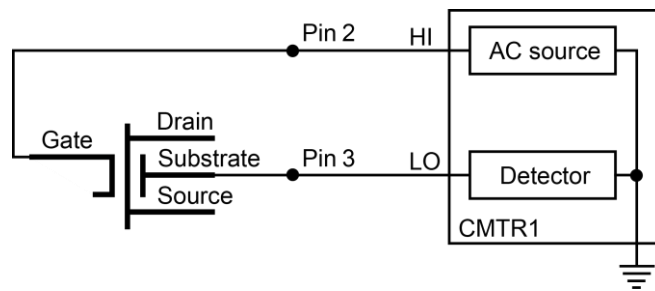 Pin 2
HI
AC source
Gate
Drain
Substrate
Source
Pin 3
LO
Detector
CMTR1